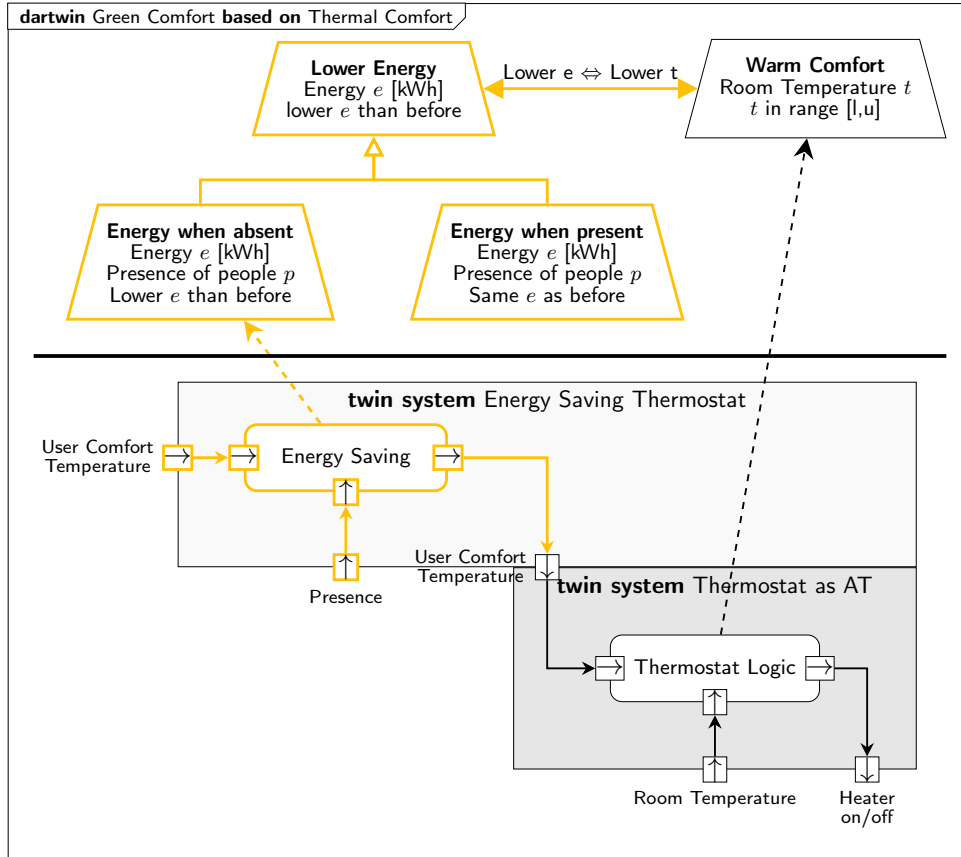 dartwin Green Comfort based on Thermal Comfort
Lower Energy
Energy e [kWh]
lower e than before
Lower e ⇔ Lower t
Warm Comfort
Room Temperature t
t in range [l,u]
Energy when absent
Energy e [kWh]
Presence of people p
Lower e than before
Energy when present
Energy e [kWh]
Presence of people p
Same e as before
twin system Energy Saving Thermostat
User Comfort
Temperature
Energy Saving
Presence
User Comfort
Temperature
twin system Thermostat as AT
Thermostat Logic
Room Temperature
Heater
on/off